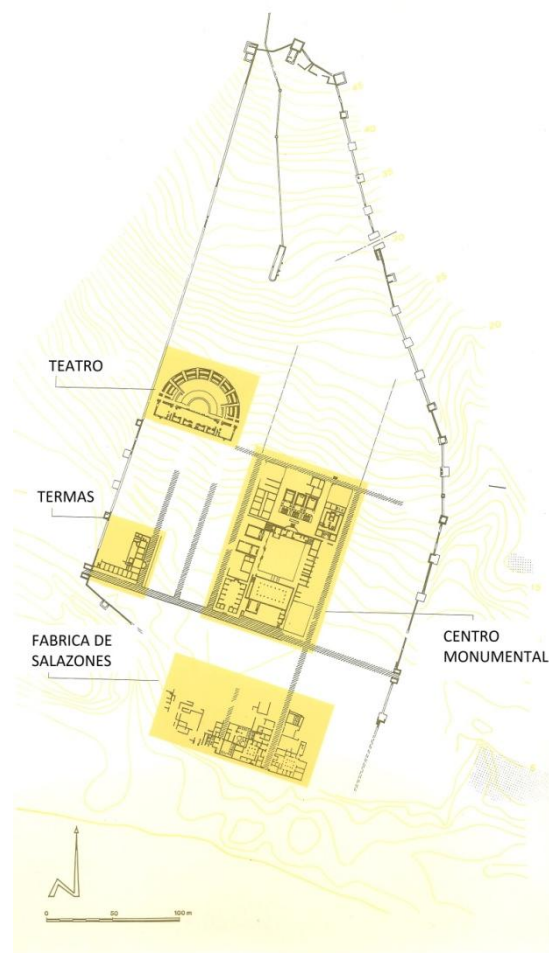 TEATRO
TERMAS
FABRICA DE
SALAZONES
CENTRO
MONUMENTAL
N
0 50 100 m